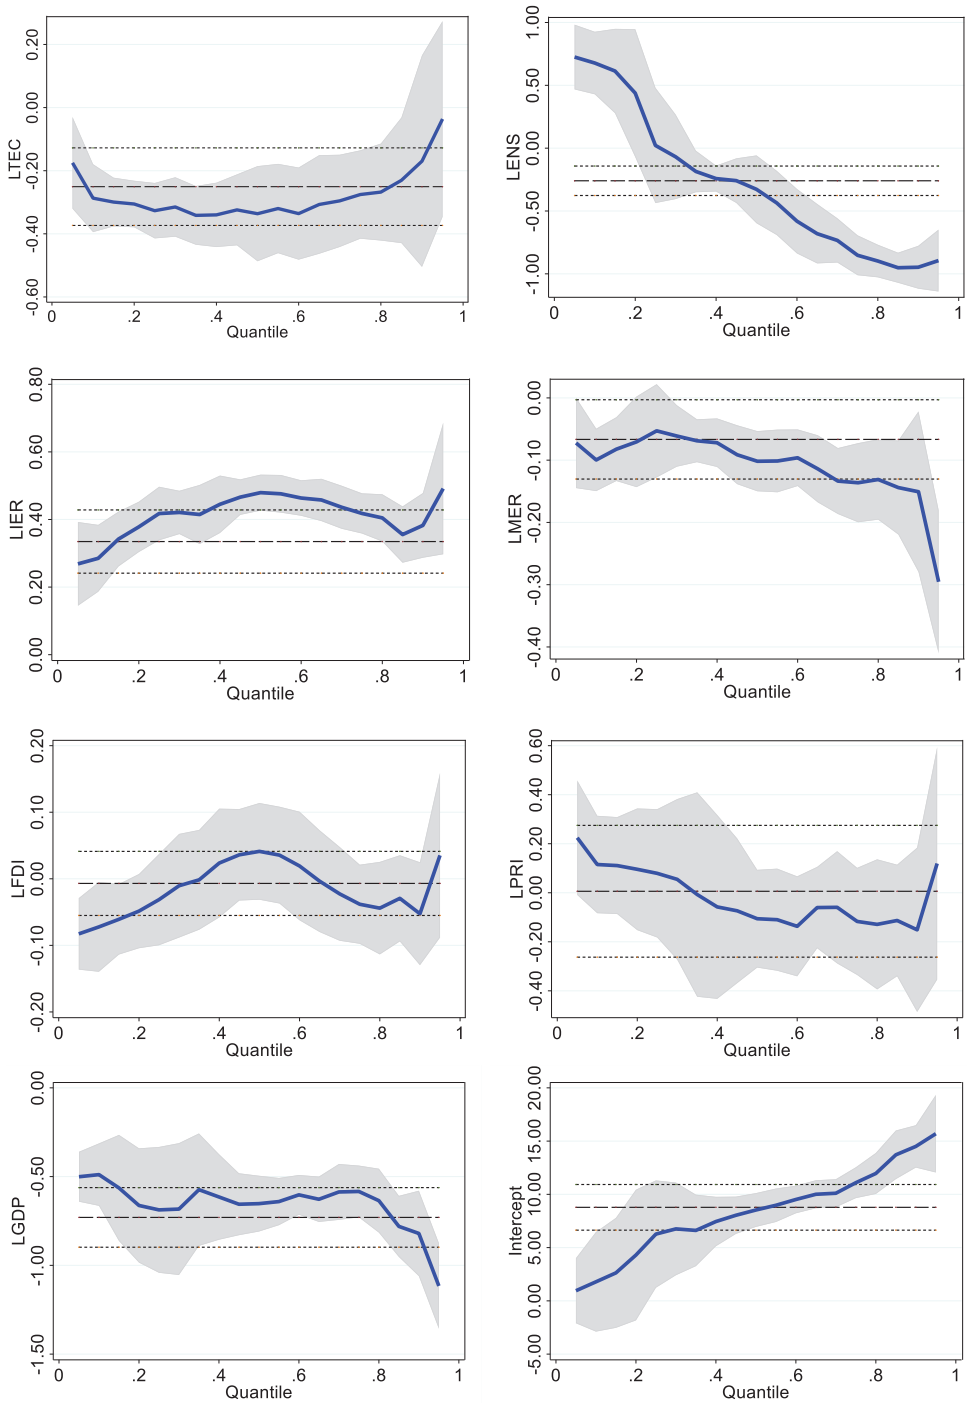 LTEC
0.20
0.00
-0.20
-0.40
-0.60
0 .2 .4 .6 .8 1
Quantile
LENS
1.00
0.50
0.00
-0.50
-1.00
0 .2 .4 .6 .8 1
Quantile
LIER
0.80
0.60
0.40
0.20
0.00
0 .2 .4 .6 .8 1
Quantile
LMER
0.00
-0.10
-0.20
-0.30
-0.40
0 .2 .4 .6 .8 1
Quantile
LFDI
0.20
0.10
0.00
-0.10
-0.20
0 .2 .4 .6 .8 1
Quantile
LPRI
0.60
0.40
0.20
0.00
-0.20
-0.40
0 .2 .4 .6 .8 1
Quantile
LGDP
0.00
-0.50
-1.00
-1.50
0 .2 .4 .6 .8 1
Quantile
Intercept
20.00
15.00
10.00
5.00
0.00
-5.00
0 .2 .4 .6 .8 1
Quantile